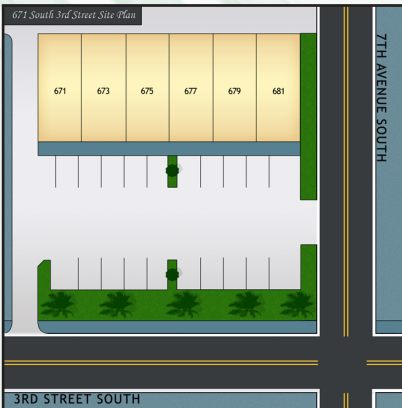 671 South 3rd Street Site Plan
7TH AVENUE SOUTH
671 673 675 677 679 681
3RD STREET SOUTH